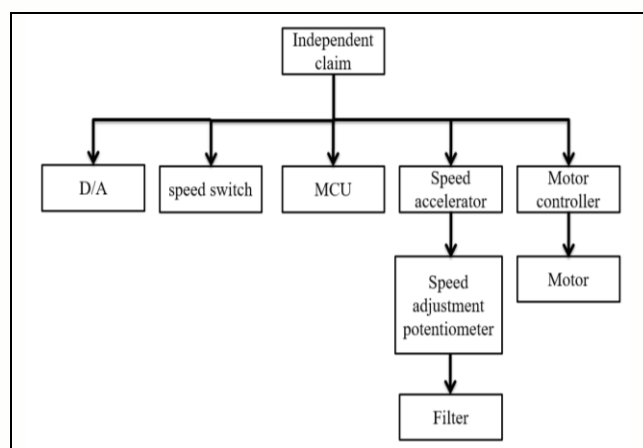 Independent
claim
D/A
speed switch
MCU
Speed
accelerator
Motor
controller
Speed
adjustment
potentiometer
Motor
Filter